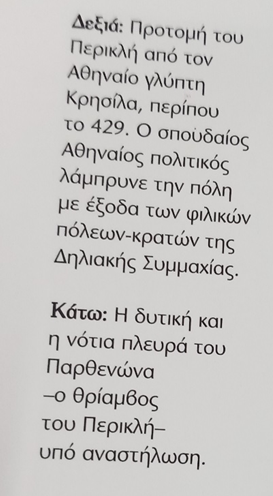 Δεξιά: Προτομή του
Περικλή από τον
Αθηναίο γλύπτη
Κρησίλα, περίπου
το 429. Ο σπουδαίος
Αθηναίος πολιτικός
λάμπρυνε την πόλη
με έξοδα των φιλικών
πόλεων-κρατών της
Δηλιακής Συμμαχίας.
Κάτω: Η δυτική και
η νότια πλευρά του
Παρθενώνα
–ο θρίαμβος
του Περικλή–
υπό αναστήλωση.